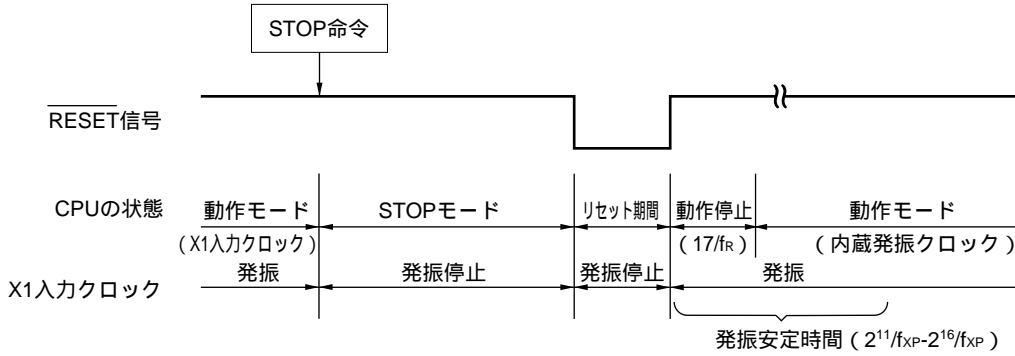 STOP命令
RESET信号
CPUの状態
動作モード
STOPモード
リセット期間
動作停止
動作モード
(X1入力クロック)
(17/fR)
(内蔵発振クロック)
X1入力クロック
発振
発振停止
発振停止
発振
発振安定時間(2¹¹/fXP-2¹⁶/fXP)